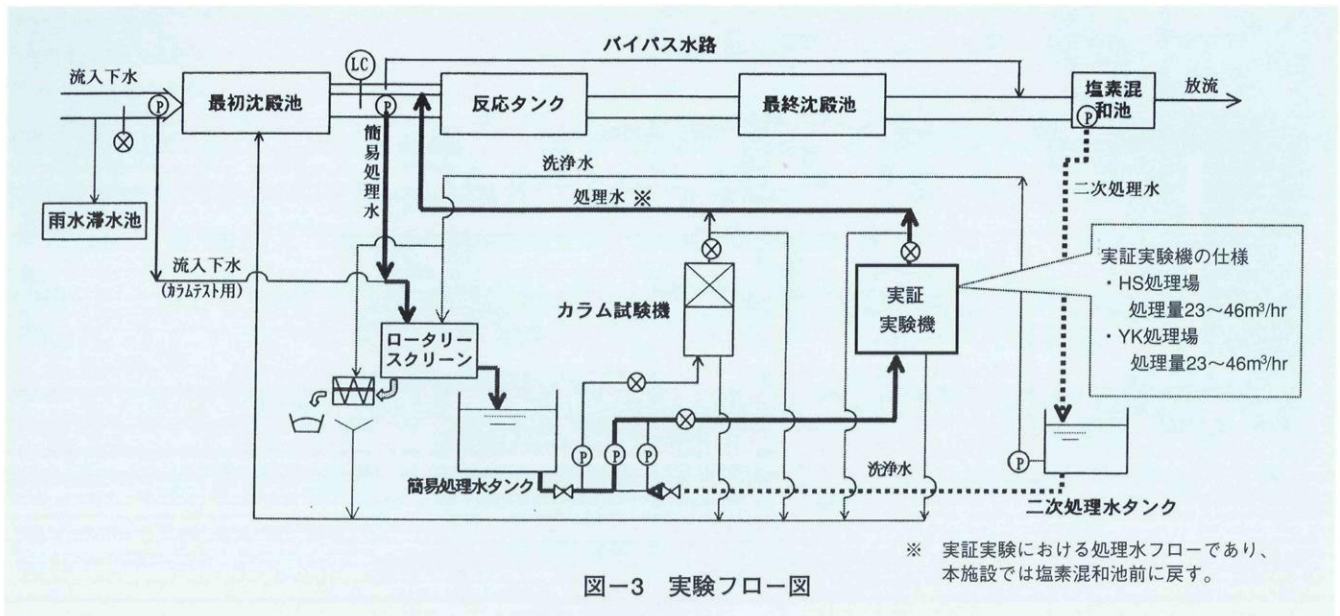 バイパス水路
流入下水
LC
P
最初沈殿池
P
反応タンク
最終沈殿池
塩素混
和池
P
放流
簡易処理水
洗浄水
処理水 ※
二次処理水
雨水滞水池
流入下水
(カラムテスト用)
カラム試験機
実証
実験機
実証実験機の仕様
・HS処理場
処理量23〜46m³/hr
・YK処理場
処理量23〜46m³/hr
ロータリー
スクリーン
P
P
P
簡易処理水タンク
洗浄水
P
二次処理水タンク
※ 実証実験における処理水フローであり、
本施設では塩素混和池前に戻す。
図ー3 実験フロー図